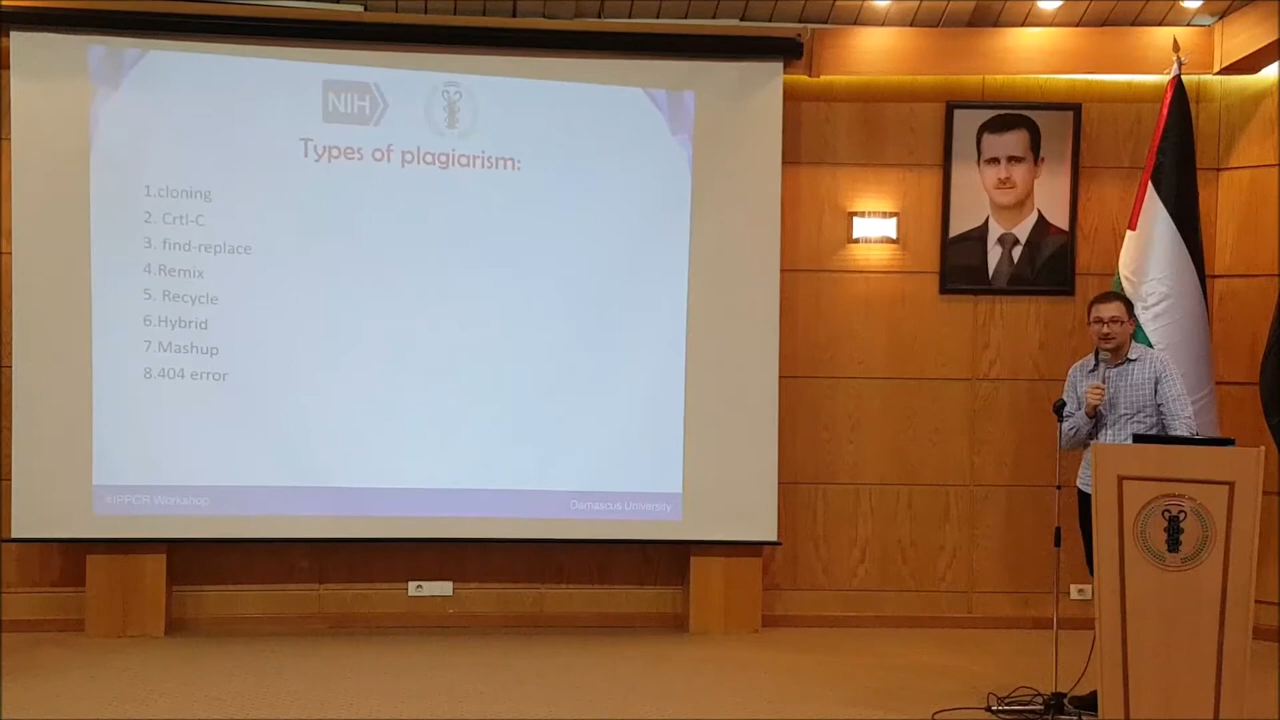 NIH
Types of plagiarism:
1.cloning
2. Crtl-C
3. find-replace
4.Remix
5. Recycle
6.Hybrid
7.Mashup
8.404 error
#IPPCR Workshop
Damascus University